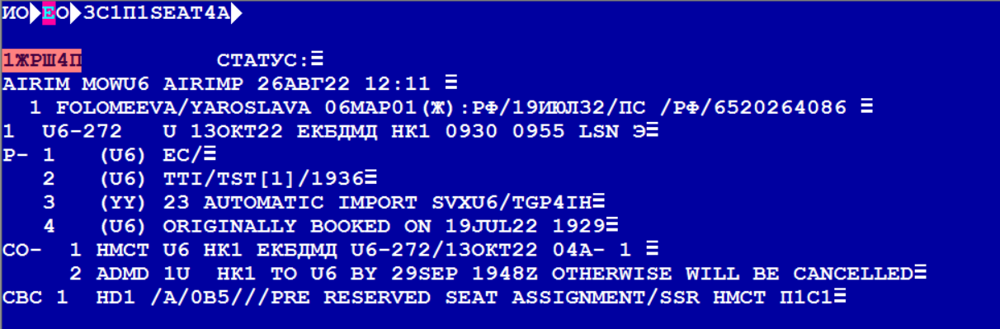 ИО▶ЕО▶3С1П1SEAT4A▶
1ЖРШ4П СТАТУС:
AIRIM MOWU6 AIRIMP 26АВГ22 12:11
1 FOLOMEEVA/YAROSLAVA 06МАР01(Ж):РФ/19ИЮЛ32/ПС /РФ/6520264086
1 U6-272 U 13ОКТ22 ЕКБДМД НК1 0930 0955 LSN Э
Р- 1 (U6) EC/
2 (U6) TTI/TST[1]/1936
3 (YY) 23 AUTOMATIC IMPORT SVXU6/TGP4IH
4 (U6) ORIGINALLY BOOKED ON 19JUL22 1929
СО- 1 НМСТ U6 НК1 ЕКБДМД U6-272/13ОКТ22 04А- 1
2 ADMD 1U HK1 TO U6 BY 29SEP 1948Z OTHERWISE WILL BE CANCELLED
СВС 1 HD1 /A/0B5///PRE RESERVED SEAT ASSIGNMENT/SSR НМСТ П1С1